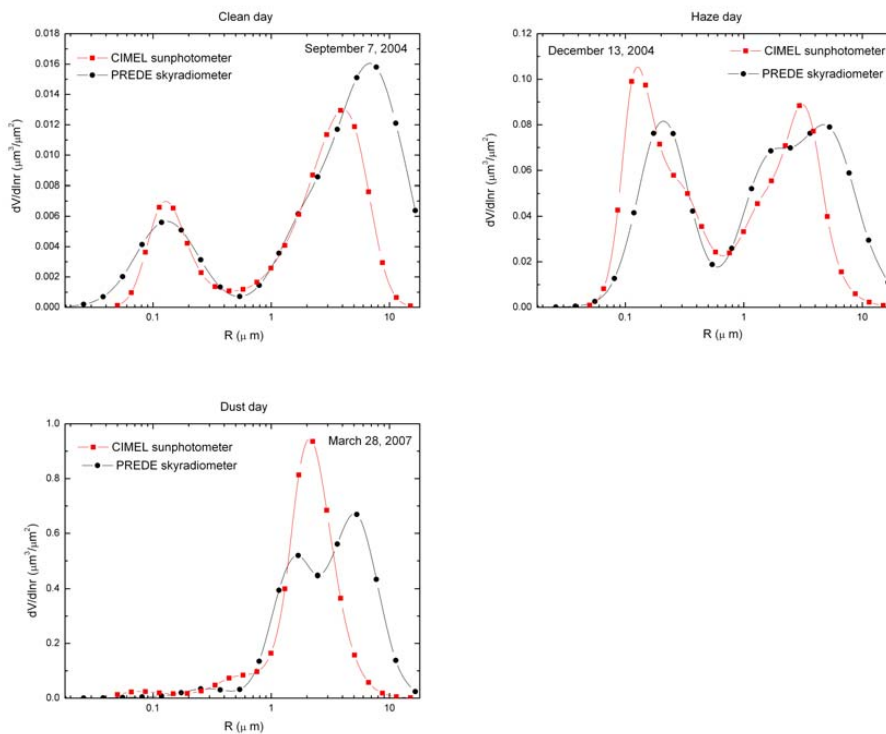 Clean day
September 7, 2004
CIMEL sunphotometer
PREDE skyradiometer
0.018
0.016
0.014
0.012
0.010
0.008
0.006
0.004
0.002
0.000
dV/dlnr (μm³/μm²)
0.1
1
10
R (μ m)
Haze day
December 13, 2004
CIMEL sunphotometer
PREDE skyradiometer
0.12
0.10
0.08
0.06
0.04
0.02
0.00
dV/dlnr (μm³/μm²)
0.1
1
10
R (μ m)
Dust day
March 28, 2007
CIMEL sunphotometer
PREDE skyradiometer
1.0
0.8
0.6
0.4
0.2
0.0
dV/dlnr (μm³/μm²)
0.1
1
10
R (μ m)